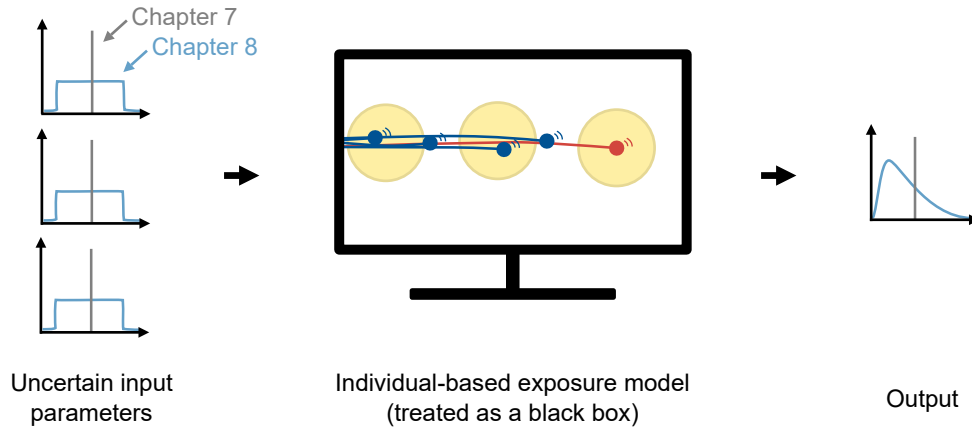 Chapter 7
Chapter 8
Uncertain input
parameters
Individual-based exposure model
(treated as a black box)
Output